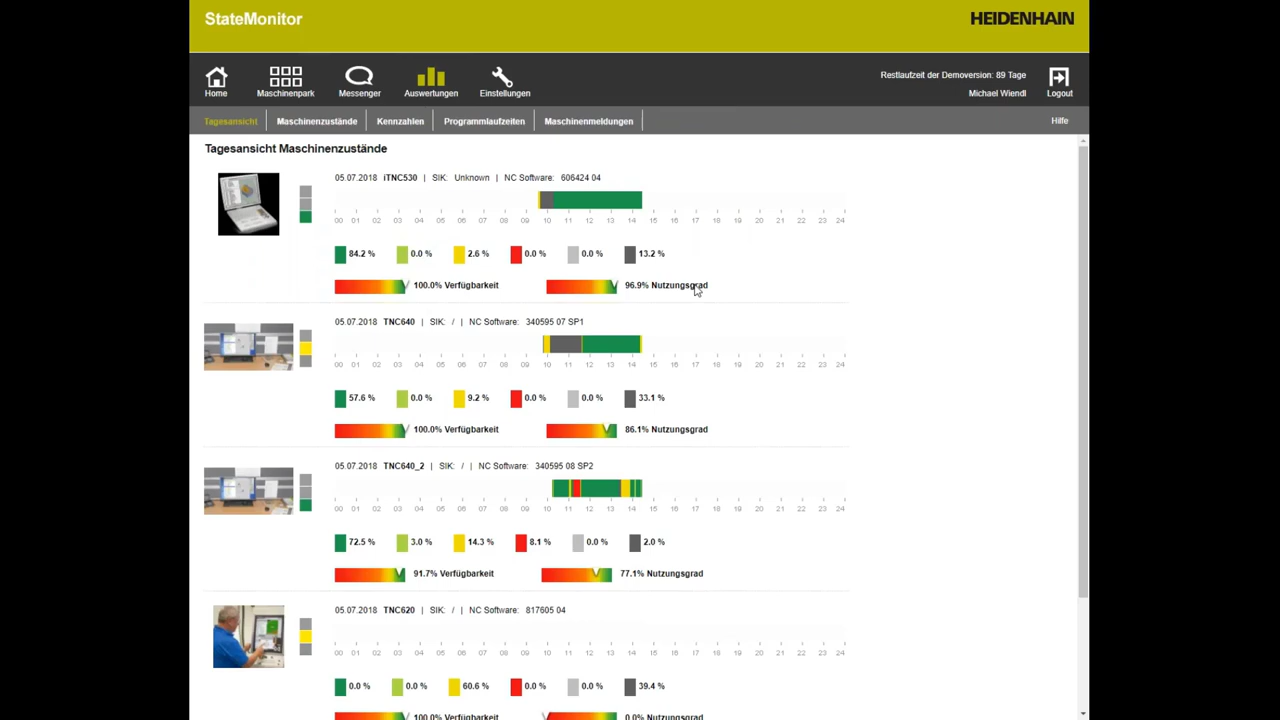 StateMonitor
HEIDENHAIN
Home
Maschinenpark
Messenger
Auswertungen
Einstellungen
Restlaufzeit der Demoversion: 89 Tage
Michael Wiendl
Logout
Tagesansicht
Maschinenzustände
Kennzahlen
Programmlaufzeiten
Maschinenmeldungen
Hilfe
Tagesansicht Maschinenzustände
05.07.2018 iTNC530 | SIK: Unknown | NC Software: 606424 04
00 01 02 03 04 05 06 07 08 09 10 11 12 13 14 15 16 17 18 19 20 21 22 23 24
84.2 % 0.0 % 2.6 % 0.0 % 0.0 % 13.2 %
100.0% Verfügbarkeit 96.9% Nutzungsgrad
05.07.2018 TNC640 | SIK: / | NC Software: 340595 07 SP1
00 01 02 03 04 05 06 07 08 09 10 11 12 13 14 15 16 17 18 19 20 21 22 23 24
57.6 % 0.0 % 9.2 % 0.0 % 0.0 % 33.1 %
100.0% Verfügbarkeit 86.1% Nutzungsgrad
05.07.2018 TNC640_2 | SIK: / | NC Software: 340595 08 SP2
00 01 02 03 04 05 06 07 08 09 10 11 12 13 14 15 16 17 18 19 20 21 22 23 24
72.5 % 3.0 % 14.3 % 8.1 % 0.0 % 2.0 %
91.7% Verfügbarkeit 77.1% Nutzungsgrad
05.07.2018 TNC620 | SIK: / | NC Software: 817605 04
00 01 02 03 04 05 06 07 08 09 10 11 12 13 14 15 16 17 18 19 20 21 22 23 24
0.0 % 0.0 % 60.6 % 0.0 % 0.0 % 39.4 %
100.0% Verfügbarkeit 0.0% Nutzungsgrad